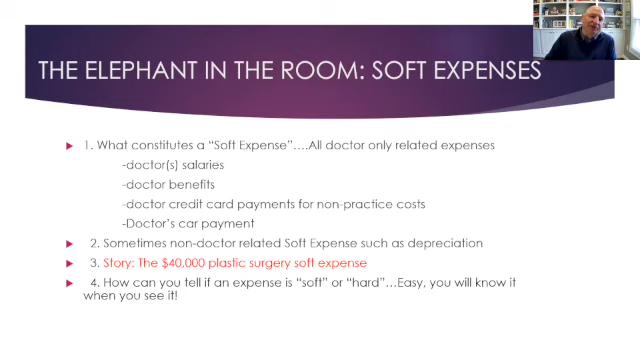 THE ELEPHANT IN THE ROOM: SOFT EXPENSES
1. What constitutes a “Soft Expense”....All doctor only related expenses
-doctor(s) salaries
-doctor benefits
-doctor credit card payments for non-practice costs
-Doctor’s car payment
2. Sometimes non-doctor related Soft Expense such as depreciation
3. Story: The $40,000 plastic surgery soft expense
4. How can you tell if an expense is “soft” or “hard”...Easy, you will know it
when you see it!